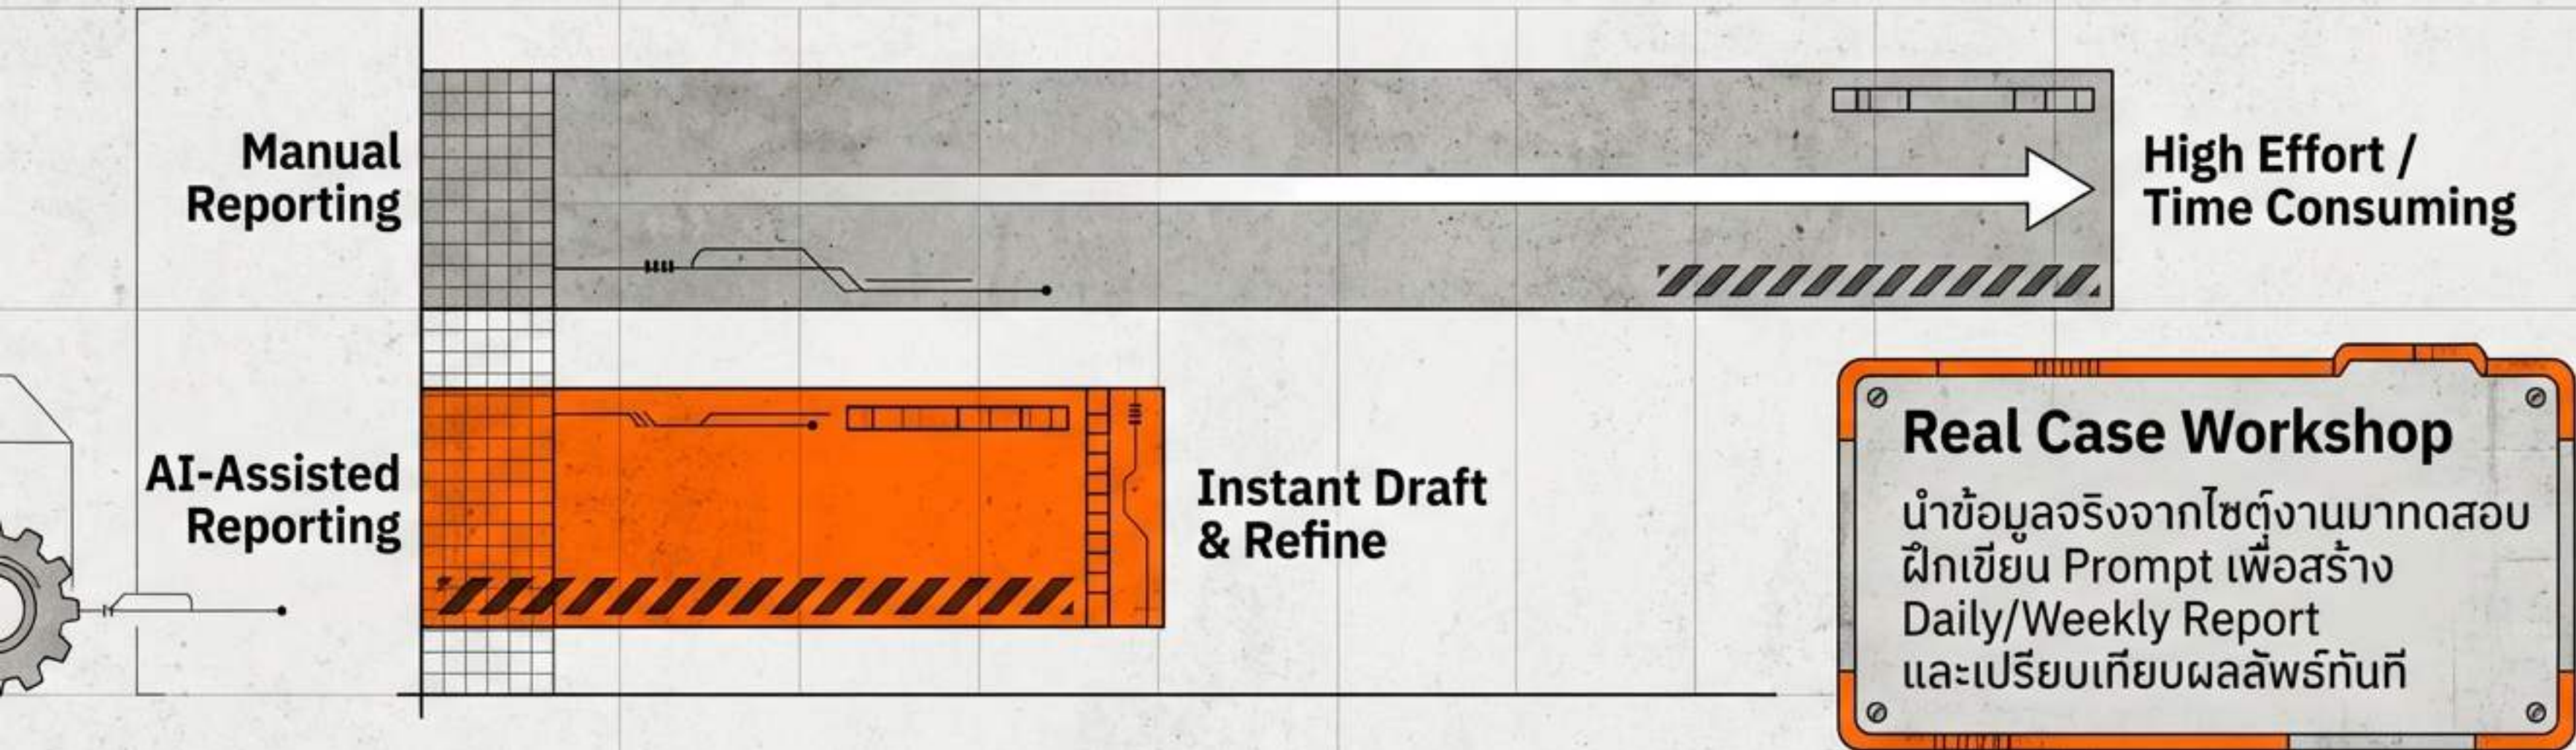 Manual
Reporting
High Effort /
Time Consuming
AI-Assisted
Reporting
Instant Draft
& Refine
Real Case Workshop
นำข้อมูลจริงจากไซต์งานมาทดสอบ
ฝึกเขียน Prompt เพื่อสร้าง
Daily/Weekly Report
และเปรียบเทียบผลลัพธ์ทันที